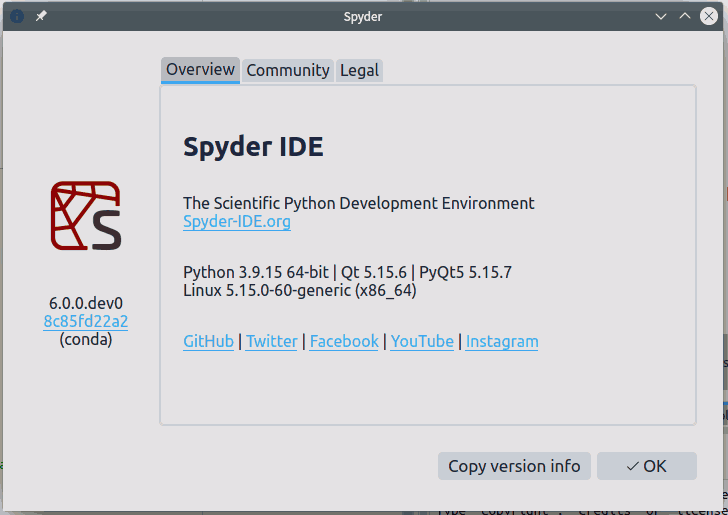 Spyder
Overview
Community
Legal
Spyder IDE
The Scientific Python Development Environment
Spyder-IDE.org
Python 3.9.15 64-bit | Qt 5.15.6 | PyQt5 5.15.7
Linux 5.15.0-60-generic (x86_64)
GitHub | Twitter | Facebook | YouTube | Instagram
S
6.0.0.dev0
8c85fd22a2
(conda)
Copy version info
OK